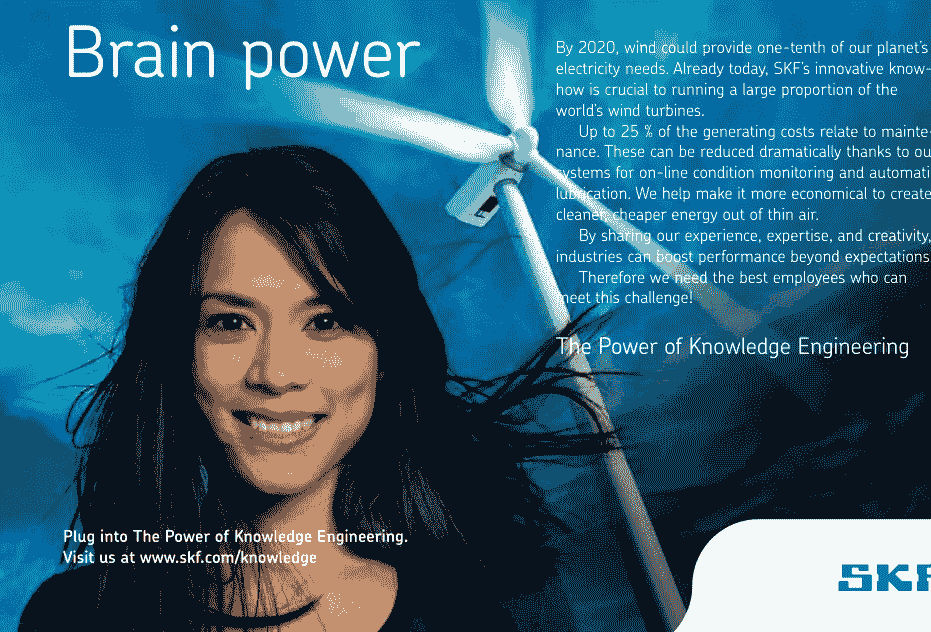 Brain power
By 2020, wind could provide one-tenth of our planet's
electricity needs. Already today, SKF's innovative know-
how is crucial to running a large proportion of the
world's wind turbines.
Up to 25 % of the generating costs relate to mainte-
nance. These can be reduced dramatically thanks to ou
systems for on-line condition monitoring and automati
lubrication. We help make it more economical to create
cleaner, cheaper energy out of thin air.
By sharing our experience, expertise, and creativity,
industries can boost performance beyond expectations
Therefore we need the best employees who can
meet this challenge!
The Power of Knowledge Engineering
Plug into The Power of Knowledge Engineering.
Visit us at www.skf.com/knowledge
SKF